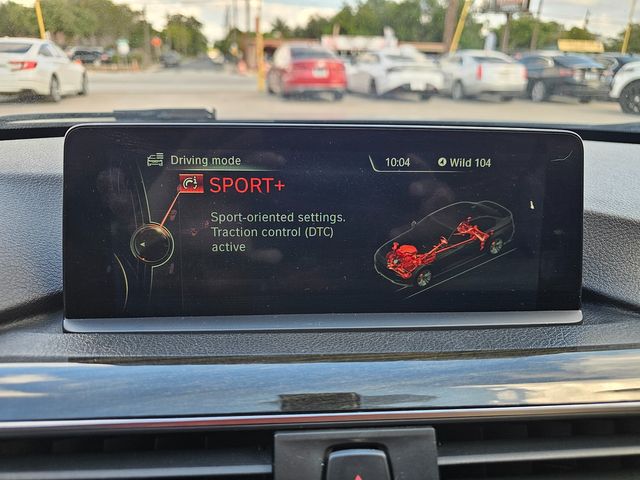 Driving mode
10:04
Wild 104
SPORT+
Sport-oriented settings.
Traction control (DTC)
active